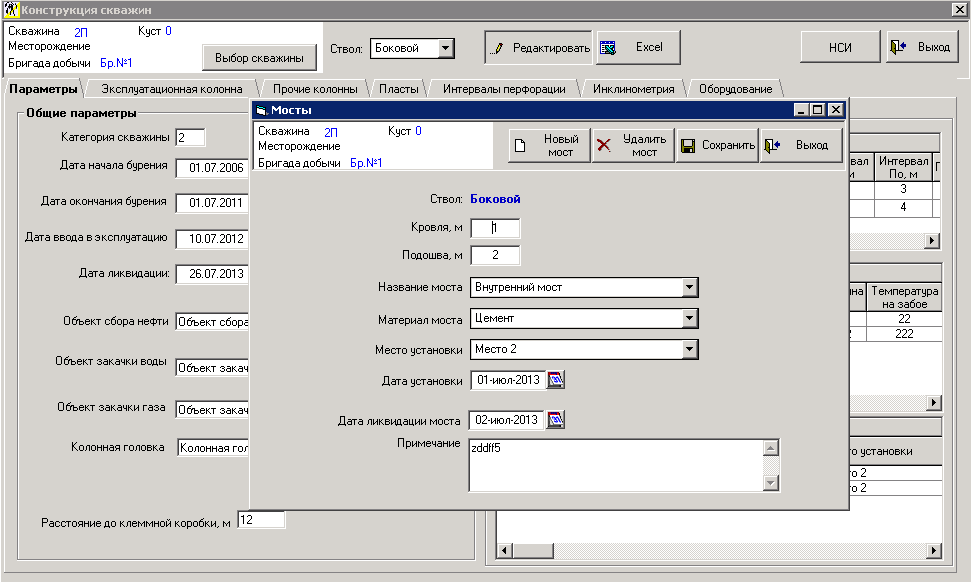 Конструкция скважин
Скважина 2П Куст 0
Месторождение
Бригада добычи Бр.№1
Выбор скважины
Ствол: Боковой
Редактировать
Excel
НСИ
Выход
Параметры Эксплуатационная колонна Прочие колонны Пласты Интервалы перфорации Инклинометрия Оборудование
Общие параметры
Категория скважины 2
Дата начала бурения 01.07.2006
Дата окончания бурения 01.07.2011
Дата ввода в эксплуатацию 10.07.2012
Дата ликвидации: 26.07.2013
Объект сбора нефти Объект сбора
Объект закачки воды Объект закач
Объект закачки газа Объект закач
Колонная головка Колонная гол
Расстояние до клеммной коробки, м 12
Мосты
Скважина 2П Куст 0
Месторождение
Бригада добычи Бр.№1
Новый
мост
Удалить
мост
Сохранить
Выход
Ствол: Боковой
Кровля, м 1
Подошва, м 2
Название моста Внутренний мост
Материал моста Цемент
Место установки Место 2
Дата установки 01-июл-2013
Дата ликвидации моста 02-июл-2013
Примечание zddff5
Интервал
По, м
3
4
Температура
на забое
22
2 222
о установки
то 2
то 2